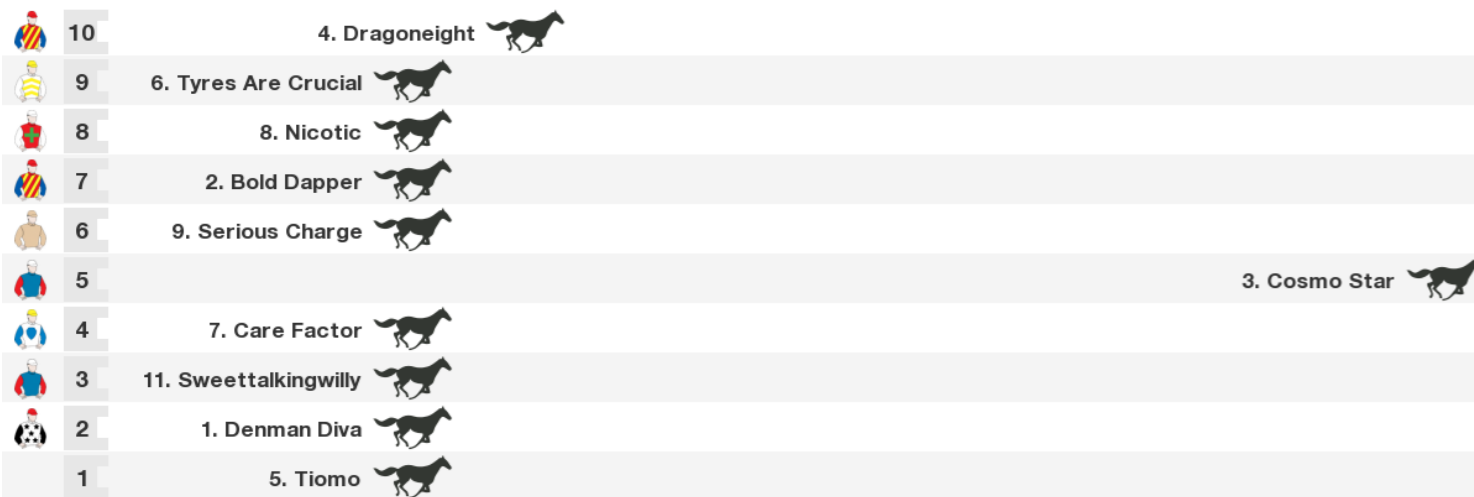 10 4. Dragoneight
9 6. Tyres Are Crucial
8 8. Nicotic
7 2. Bold Dapper
6 9. Serious Charge
5 3. Cosmo Star
4 7. Care Factor
3 11. Sweettalkingwilly
2 1. Denman Diva
1 5. Tiomo